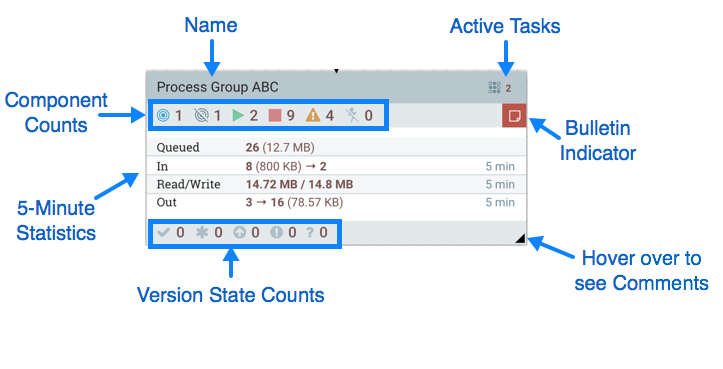 Name
Active Tasks
Process Group ABC
2
Component
Counts
1 1 2 9 4 0
Bulletin
Indicator
Queued 26 (12.7 MB)
In 8 (800 KB) → 2 5 min
Read/Write 14.72 MB / 14.8 MB 5 min
Out 3 → 16 (78.57 KB) 5 min
5-Minute
Statistics
0 0 0 0 ? 0
Version State Counts
Hover over to
see Comments